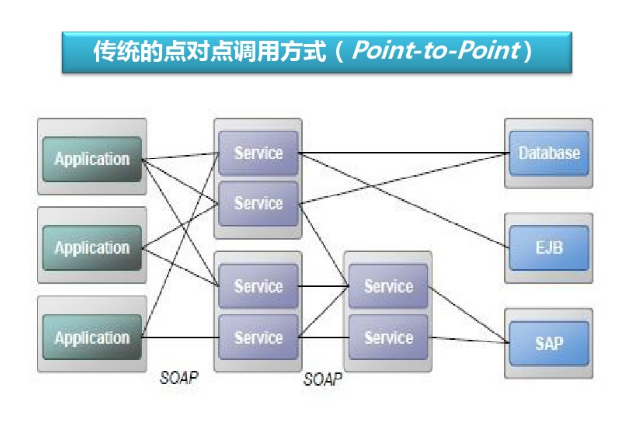 传统的点对点调用方式（Point-to-Point）
Application
Service
Database
Service
Application
EJB
Service
Service
Application
Service
Service
SAP
SOAP
SOAP